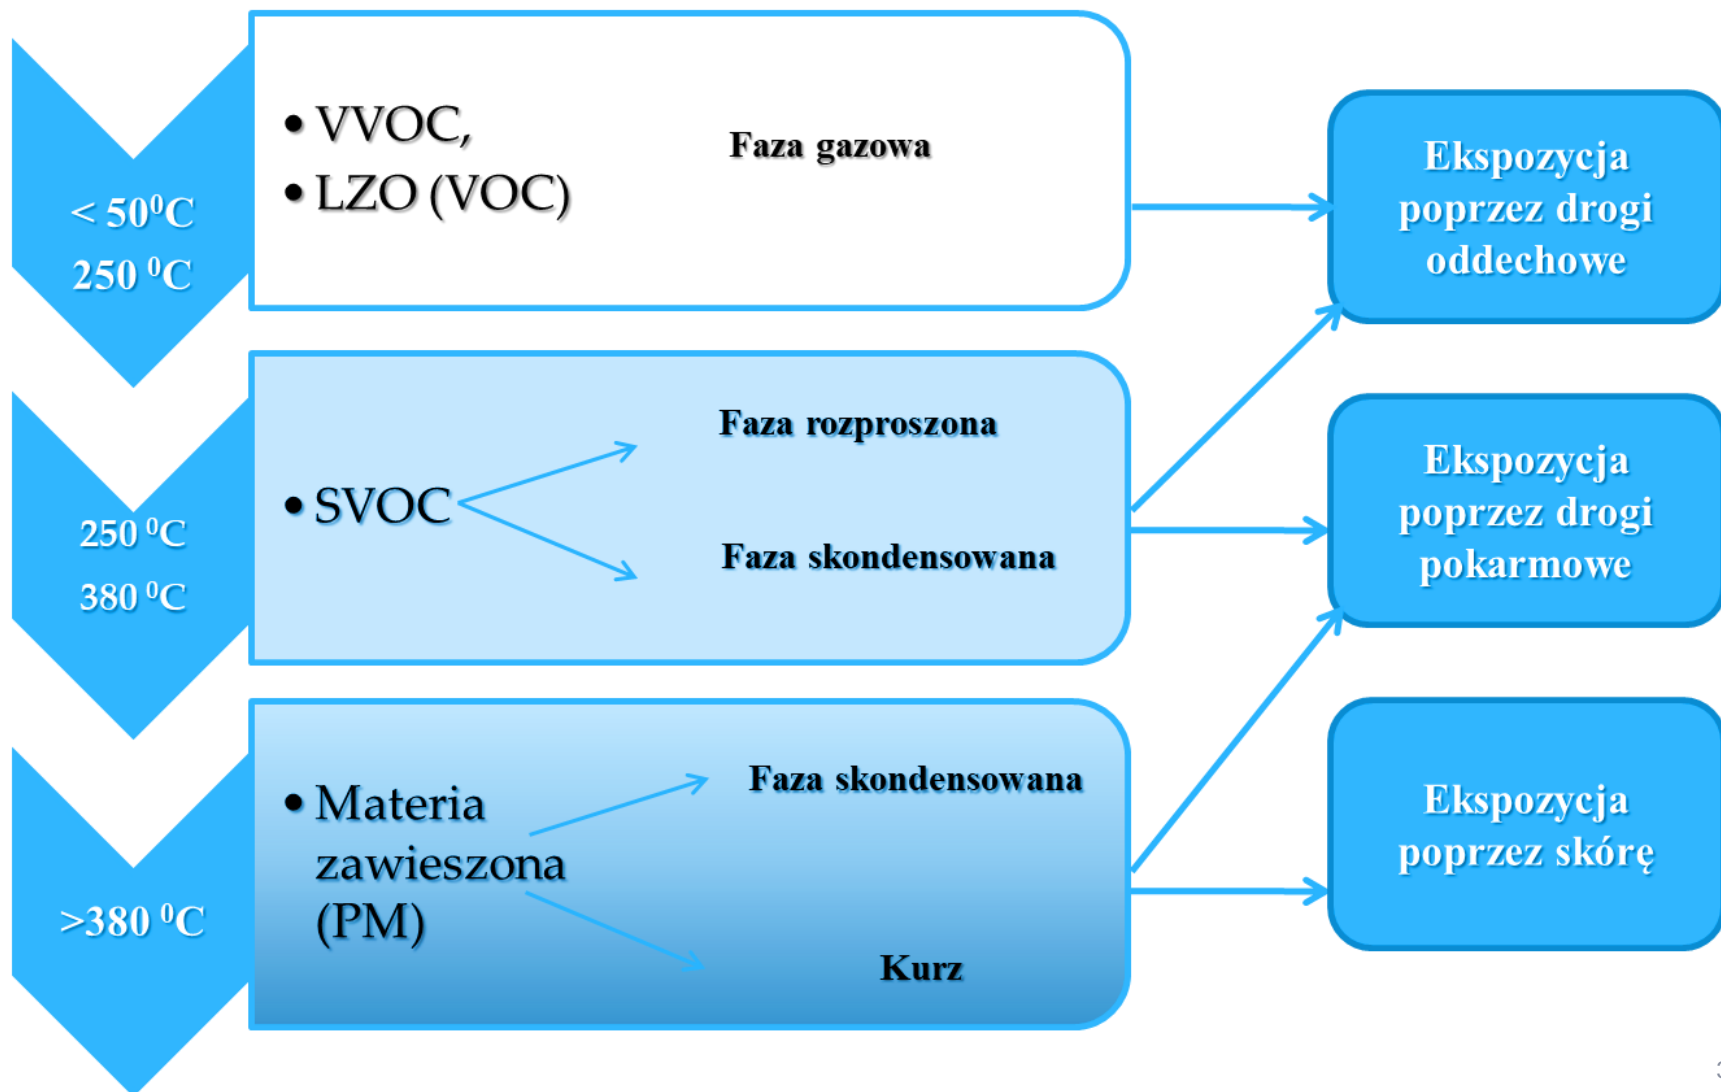 < 50⁰C
250 ⁰C
• VVOC,
• LZO (VOC)
Faza gazowa
Ekspozycja
poprzez drogi
oddechowe
250 ⁰C
380 ⁰C
• SVOC
Faza rozproszona
Faza skondensowana
Ekspozycja
poprzez drogi
pokarmowe
>380 ⁰C
• Materia
zawieszona
(PM)
Faza skondensowana
Kurz
Ekspozycja
poprzez skórę